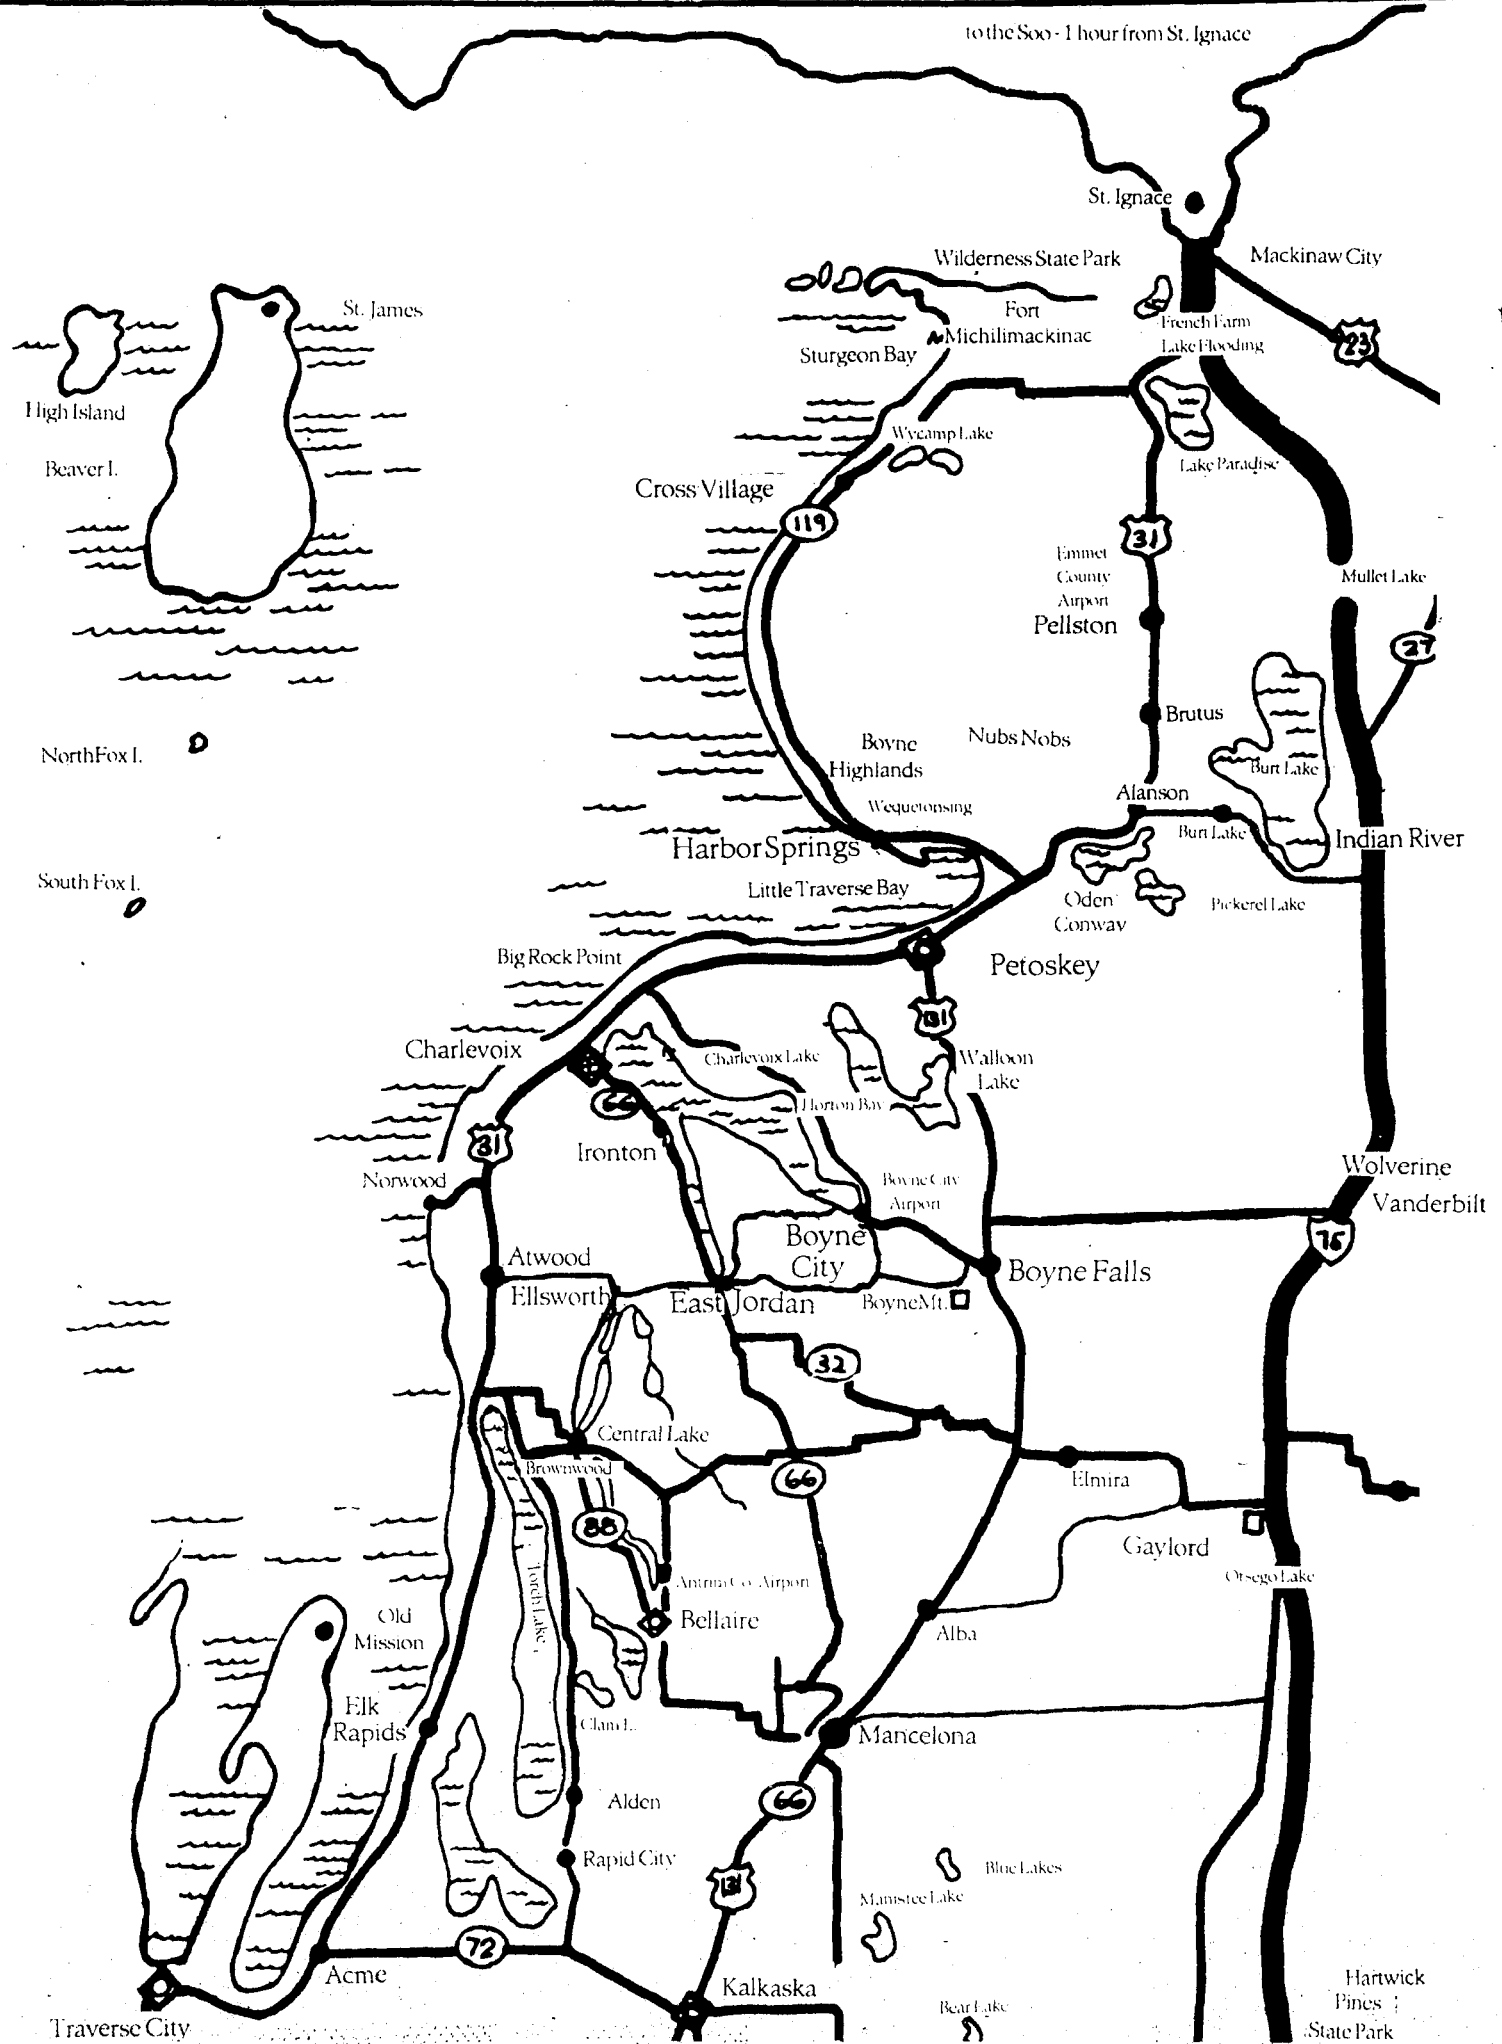 to the Soo - 1 hour from St. Ignace
St. Ignace
Mackinaw City
Wilderness State Park
St. James
Fort
Michilimackinac
French Farm
Lake Flooding
23
Sturgeon Bay
High Island
Wycamp Lake
Beaver I.
Lake Paradise
Cross Village
119
31
Emmet
County
Airport
Pellston
Mullet Lake
27
Brutus
Nubs Nobs
Boyne
Highlands
North Fox I.
Burt Lake
Alanson
Wequetonsing
Burt Lake
Indian River
Harbor Springs
South Fox I.
Little Traverse Bay
Oden
Conway
Pickerel Lake
Big Rock Point
Petoskey
131
Charlevoix
Charlevoix Lake
Walloon
Lake
66
Horton Bay
31
Ironton
Norwood
Boyne City
Airport
Wolverine
Vanderbilt
75
Boyne
City
Atwood
Ellsworth
East Jordan
Boyne Mt.
Boyne Falls
32
Central Lake
Brownwood
66
Elmira
88
Gaylord
Otsego Lake
Torch Lake
Antrim Co. Airport
Bellaire
Old
Mission
Alba
Elk
Rapids
Clam L.
Mancelona
Alden
66
Rapid City
131
Blue Lakes
Manistee Lake
72
Acme
Kalkaska
Hartwick
Pines
State Park
Bear Lake
Traverse City